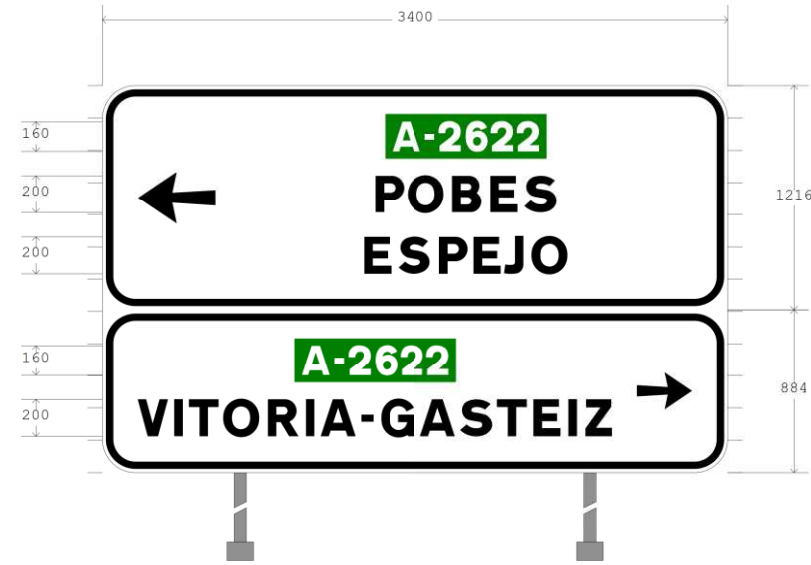 3400
160
A-2622
200
POBES
1216
200
ESPEJO
160
A-2622
884
200
VITORIA-GASTEIZ